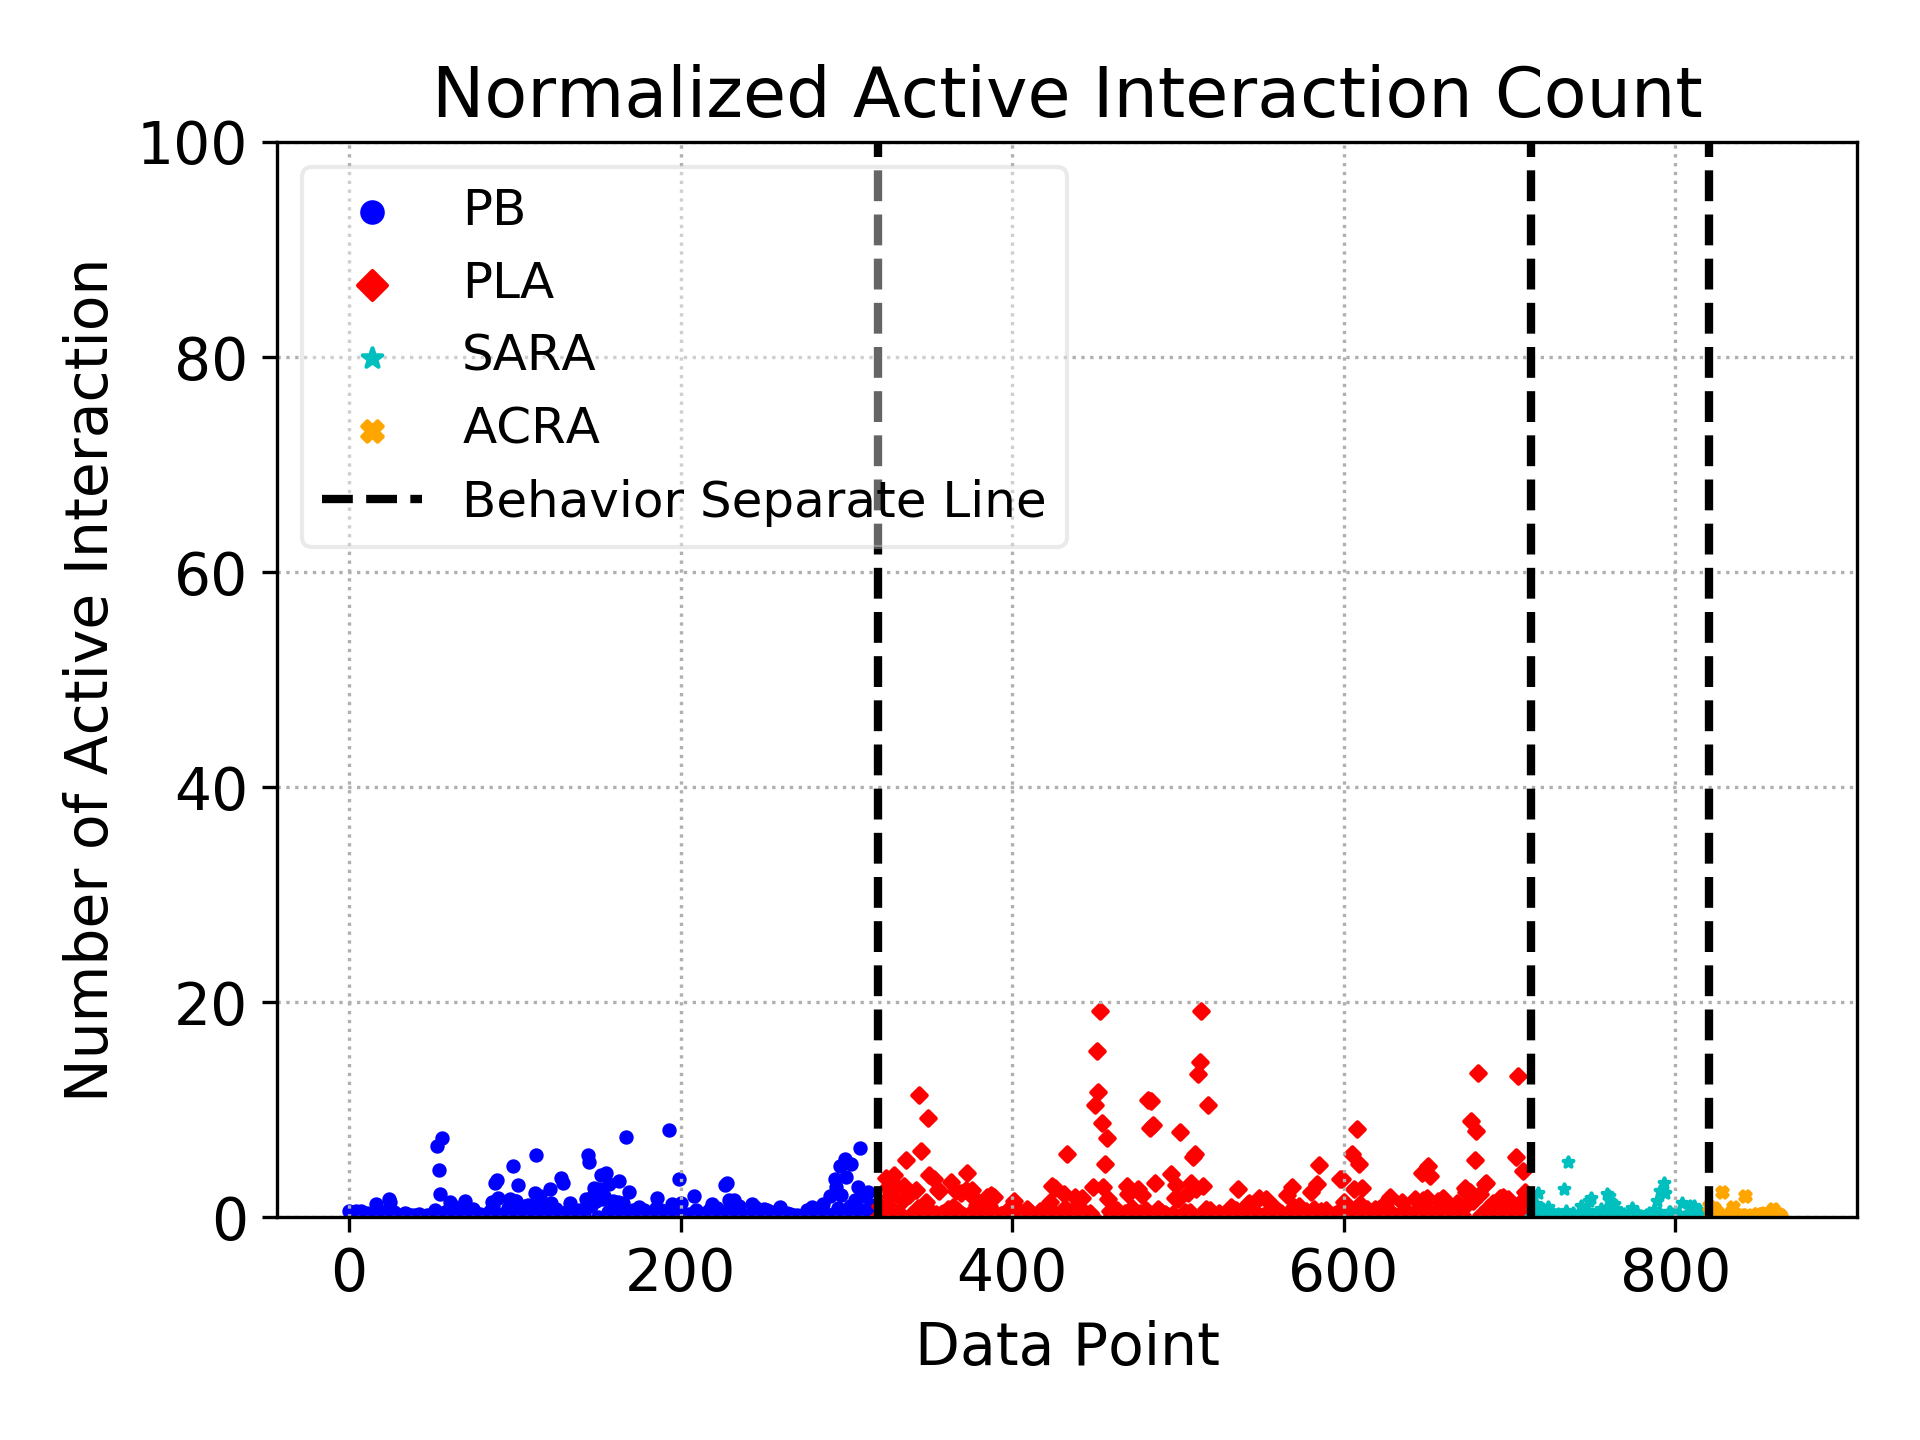 Normalized Active Interaction Count
Number of Active Interaction
100
80
60
40
20
0
PB
PLA
SARA
ACRA
Behavior Separate Line
0 200 400 600 800
Data Point